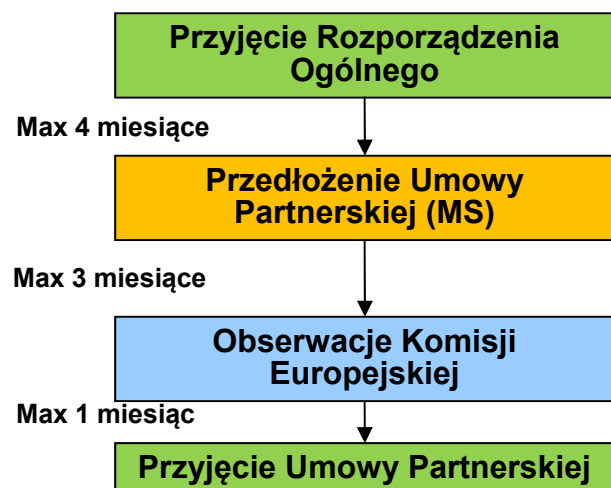 Przyjęcie Rozporządzenia
Ogólnego
Max 4 miesiące
Przedłożenie Umowy
Partnerskiej (MS)
Max 3 miesiące
Obserwacje Komisji
Europejskiej
Max 1 miesiąc
Przyjęcie Umowy Partnerskiej